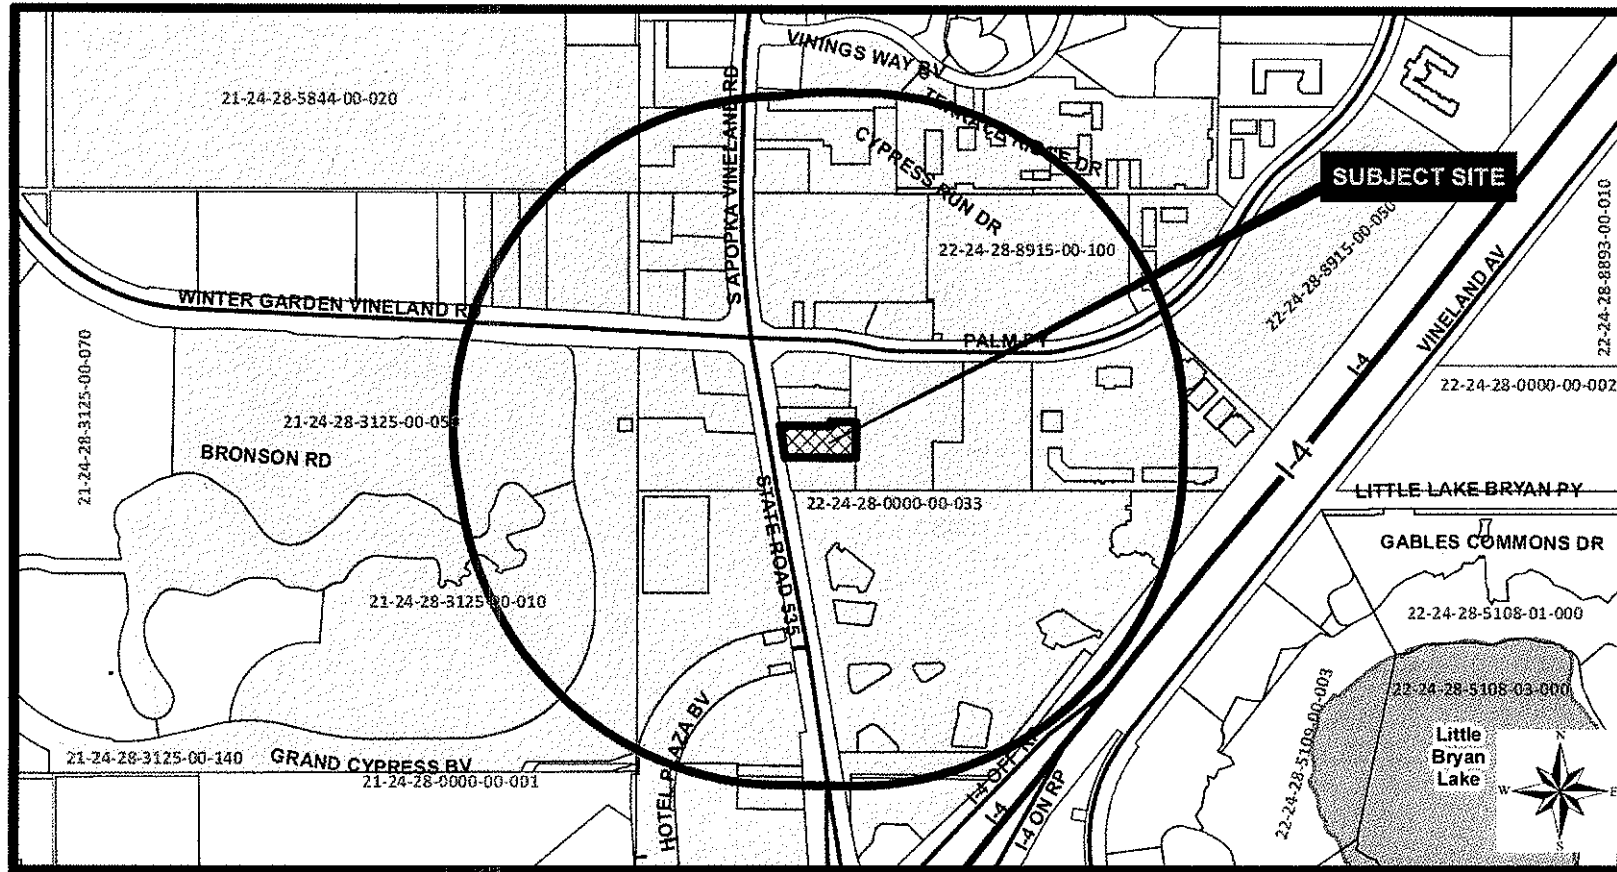 VININGS WAY BV
21-24-28-5844-00-020
S APOPKA VINELAND RD
TERRACE RIDGE DR
CYPRESS RUN DR
SUBJECT SITE
22-24-28-8915-00-100
22-24-28-8915-00-050
22-24-28-8893-00-010
WINTER GARDEN VINELAND RD
PALM PY
VINELAND AV
I-4
21-24-28-3125-00-070
22-24-28-0000-00-002
21-24-28-3125-00-05
BRONSON RD
I-4
STATE ROAD 535
22-24-28-0000-00-033
LITTLE LAKE BRYAN PY
GABLES COMMONS DR
21-24-28-3125-00-010
22-24-28-5108-01-000
22-24-28-5108-03-000
22-24-28-5109-00-003
HOTEL PLAZA BV
21-24-28-3125-00-140
GRAND CYPRESS BV
21-24-28-0000-00-001
I-4 OFF
I-4
I-4 ON RP
Little
Bryan
Lake
N
W
E
S